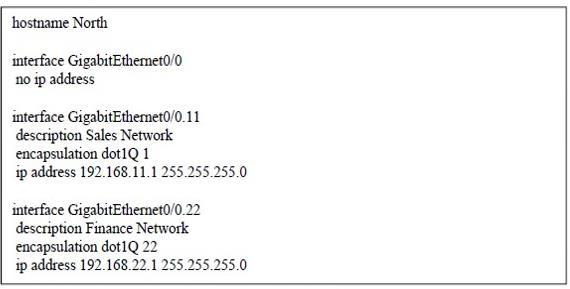 hostname North
interface GigabitEthernet0/0
no ip address
interface GigabitEthernet0/0.11
description Sales Network
encapsulation dot1Q 1
ip address 192.168.11.1 255.255.255.0
interface GigabitEthernet0/0.22
description Finance Network
encapsulation dot1Q 22
ip address 192.168.22.1 255.255.255.0